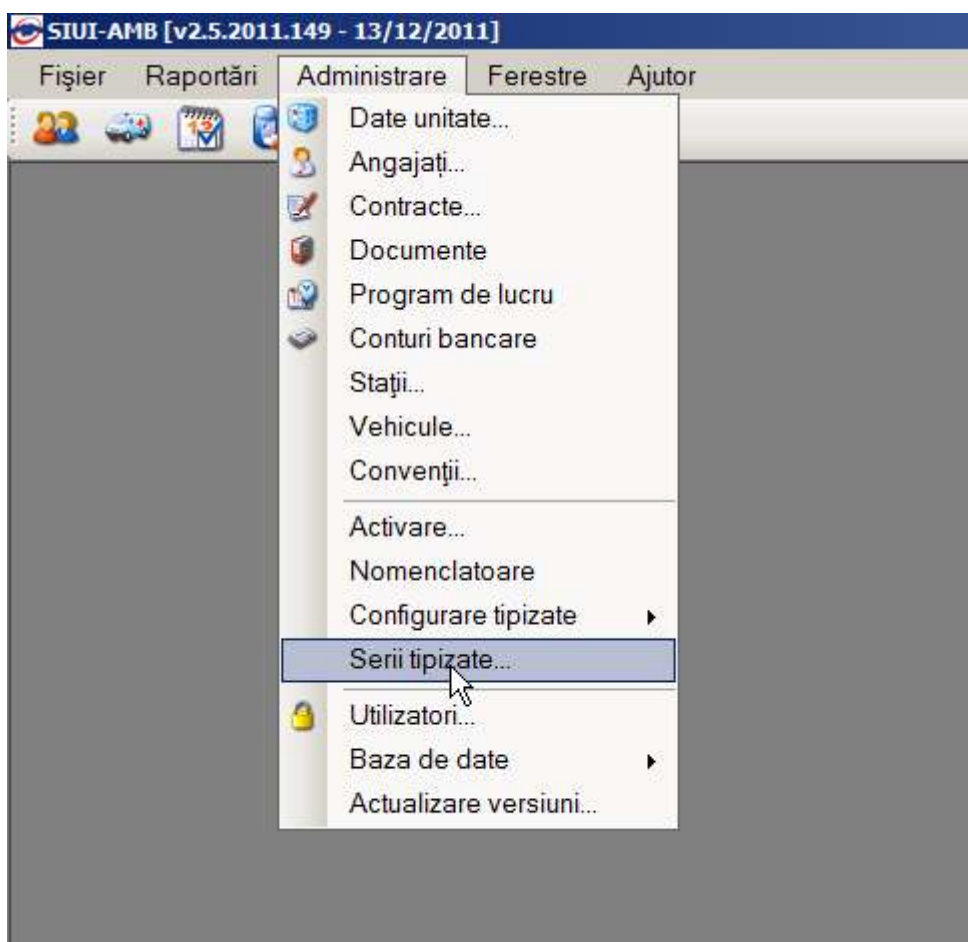 SIUI-AMB [v2.5.2011.149 - 13/12/2011]
Fişier Raportări Administrare Ferestre Ajutor
Date unitate...
Angajați...
Contracte...
Documente
Program de lucru
Conturi bancare
Staţii...
Vehicule...
Convenţii...
Activare...
Nomenclatoare
Configurare tipizate
Serii tipizate...
Utilizatori...
Baza de date
Actualizare versiuni...